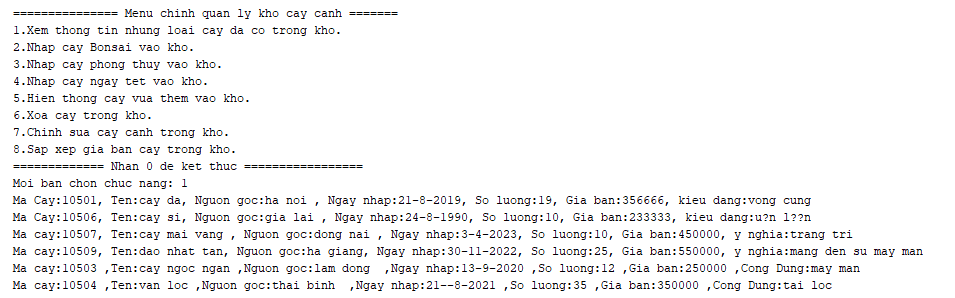 =============== Menu chinh quan ly kho cay canh =======
1.Xem thong tin nhung loai cay da co trong kho.
2.Nhap cay Bonsai vao kho.
3.Nhap cay phong thuy vao kho.
4.Nhap cay ngay tet vao kho.
5.Hien thong cay vua them vao kho.
6.Xoa cay trong kho.
7.Chinh sua cay canh trong kho.
8.Sap xep gia ban cay trong kho.
============= Nhan 0 de ket thuc =================
Moi ban chon chuc nang: 1
Ma Cay:10501, Ten:cay da, Nguon goc:ha noi , Ngay nhap:21-8-2019, So luong:19, Gia ban:356666, kieu dang:vong cung
Ma Cay:10506, Ten:cay si, Nguon goc:gia lai , Ngay nhap:24-8-1990, So luong:10, Gia ban:233333, kieu dang:u?n l??n
Ma cay:10507, Ten:cay mai vang , Nguon goc:dong nai , Ngay nhap:3-4-2023, So luong:10, Gia ban:450000, y nghia:trang tri
Ma cay:10509, Ten:dao nhat tan, Nguon goc:ha giang, Ngay nhap:30-11-2022, So luong:25, Gia ban:550000, y nghia:mang den su may man
Ma cay:10503 ,Ten:cay ngoc ngan ,Nguon goc:lam dong  ,Ngay nhap:13-9-2020 ,So luong:12 ,Gia ban:250000 ,Cong Dung:may man
Ma cay:10504 ,Ten:van loc ,Nguon goc:thai binh  ,Ngay nhap:21--8-2021 ,So luong:35 ,Gia ban:350000 ,Cong Dung:tai loc